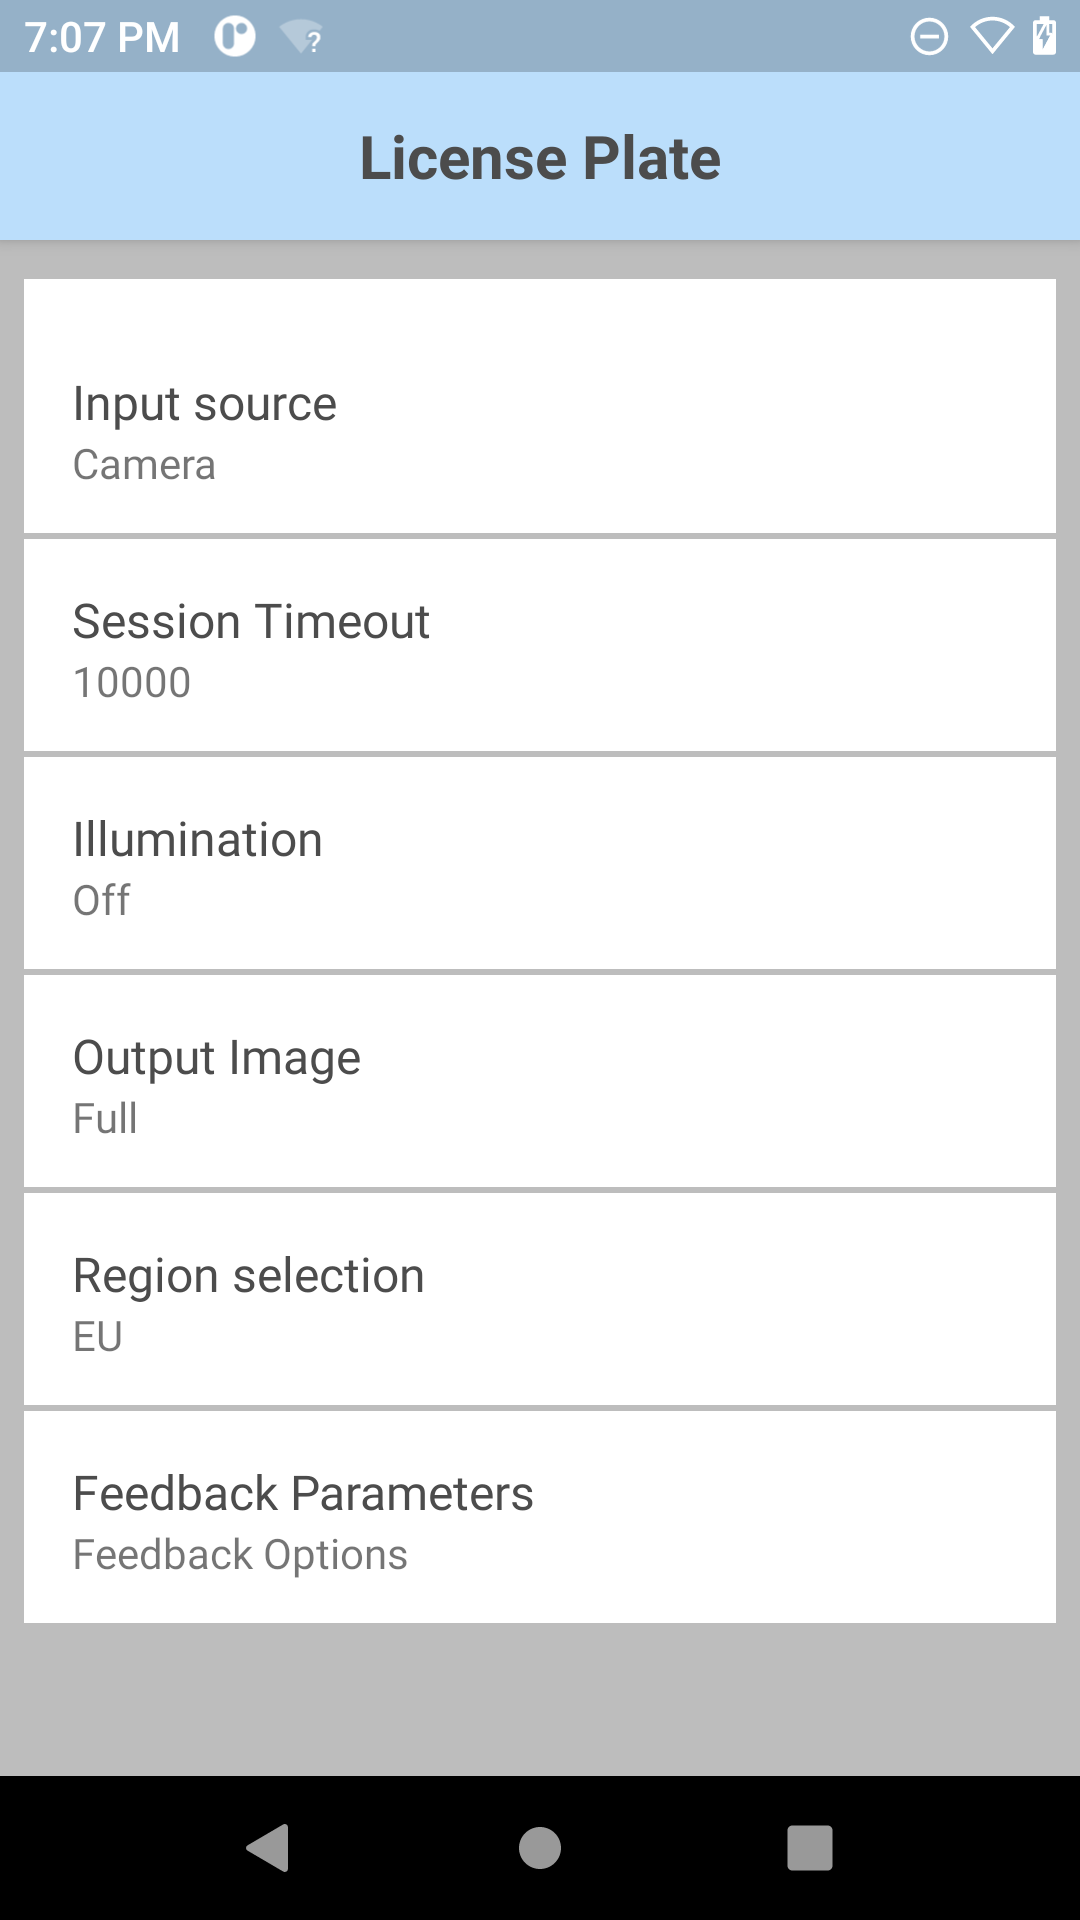 7:07 PM
License Plate
Input source
Camera
Session Timeout
10000
Illumination
Off
Output Image
Full
Region selection
EU
Feedback Parameters
Feedback Options